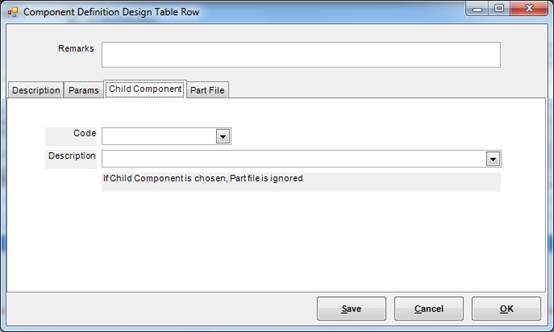 Component Definition Design Table Row
Remarks
Description Params Child Component Part File
Code
Description
If Child Component is chosen, Part file is ignored
Save Cancel OK